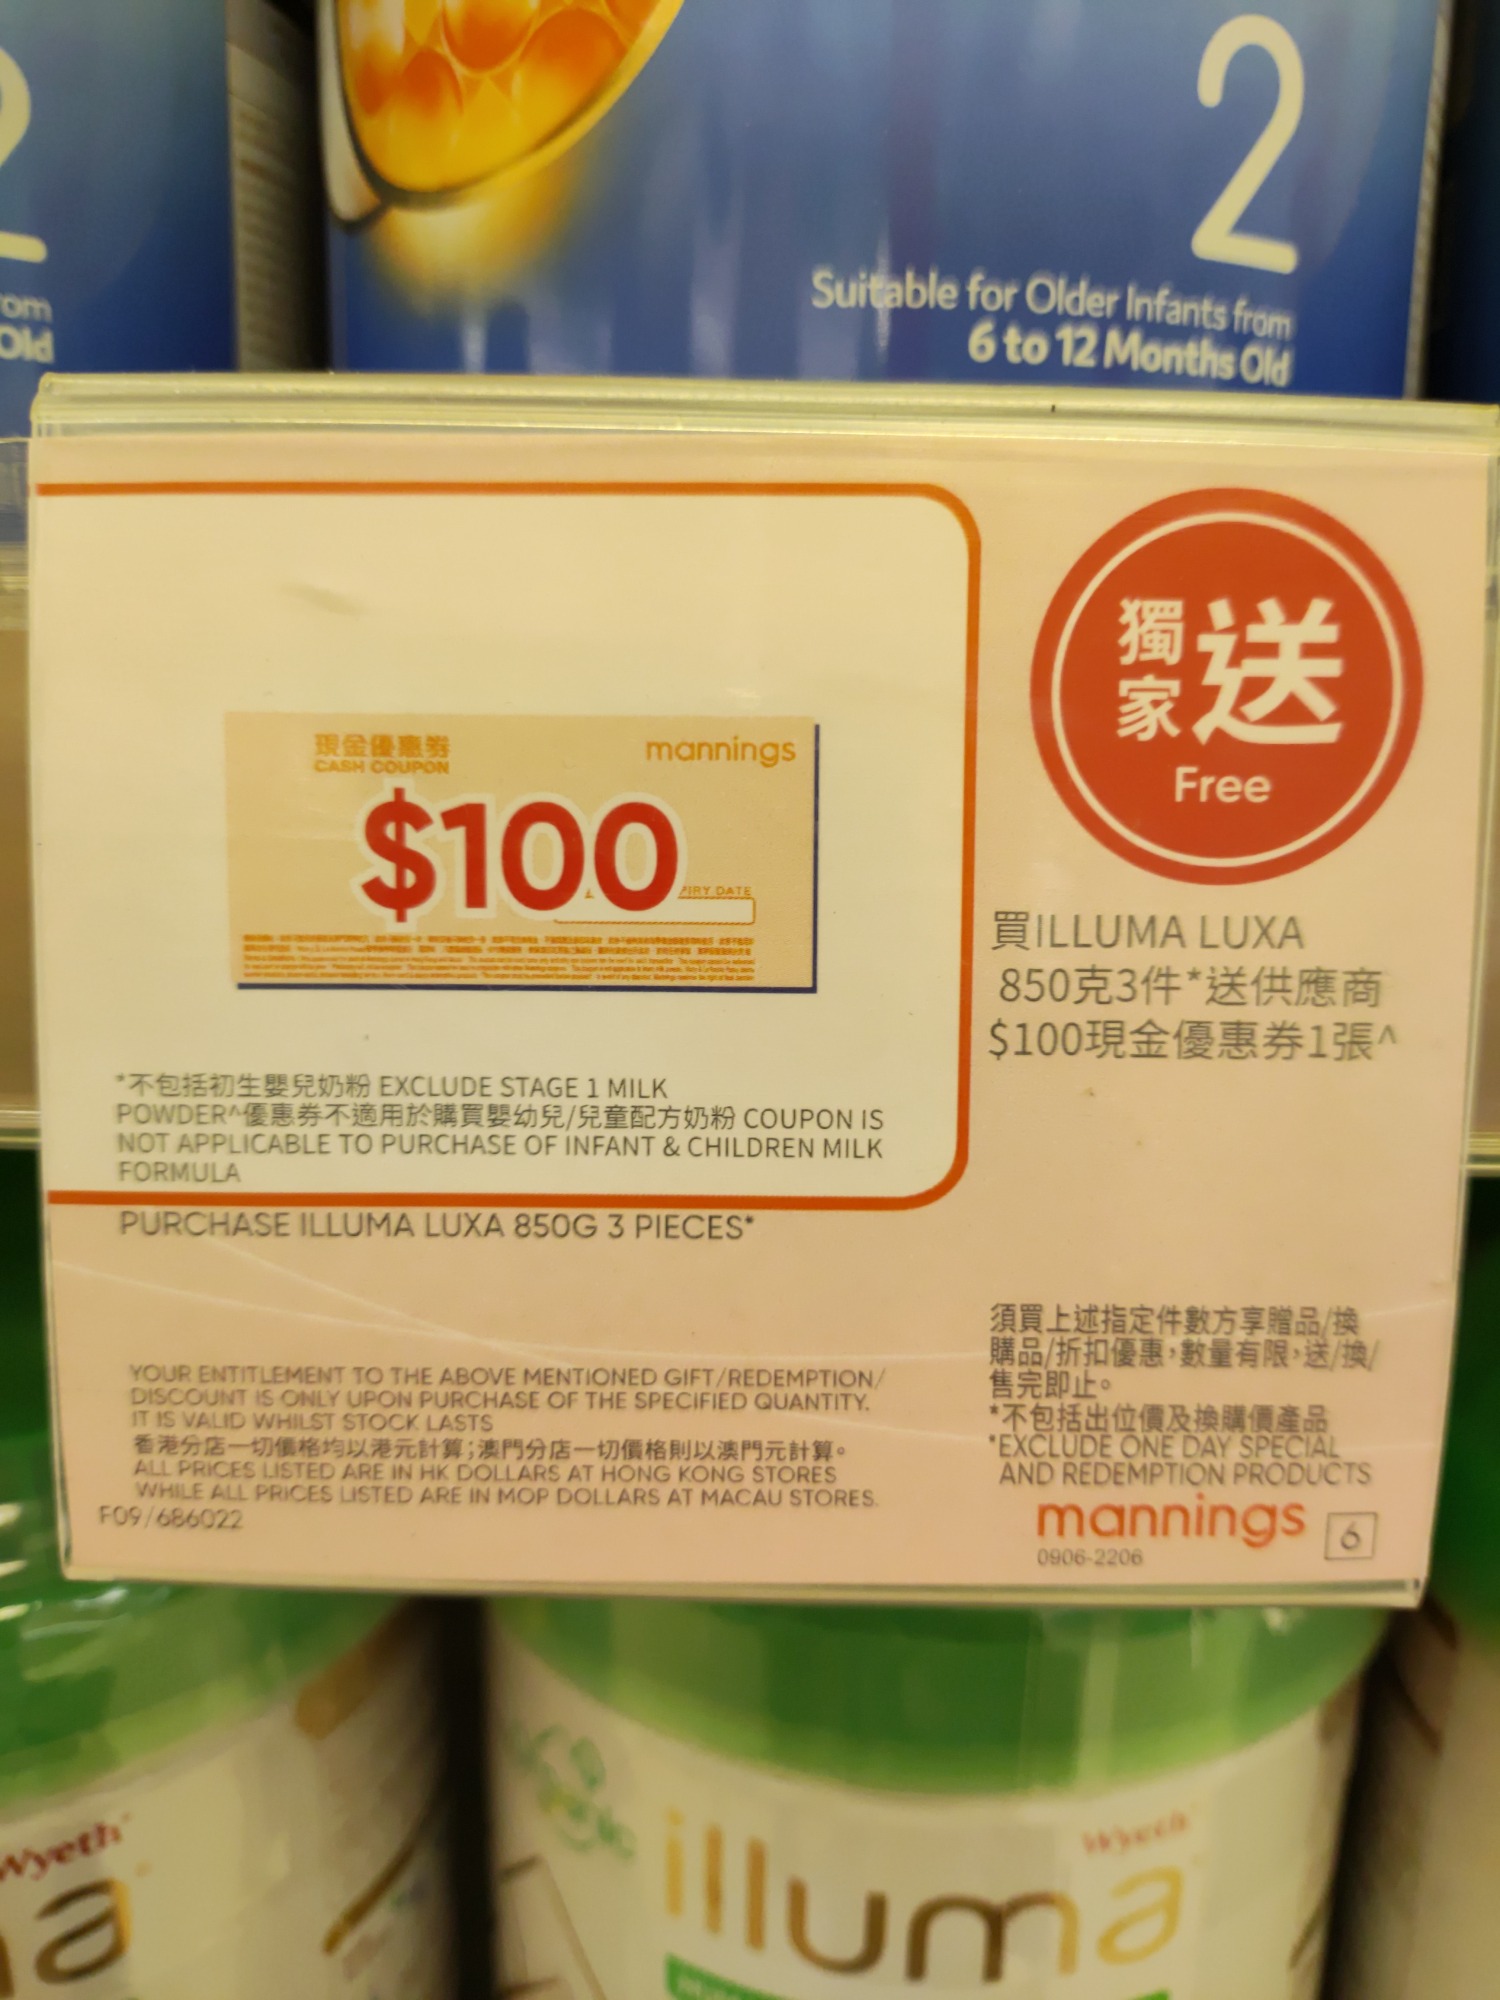 2
Suitable for Older Infants from
6 to 12 Months Old
rom
Old
獨家 送
Free
現金優惠券
CASH COUPON
mannings
$100
PIRY DATE
買ILLUMA LUXA
850克3件*送供應商
$100現金優惠券1張^
*不包括初生嬰兒奶粉 EXCLUDE STAGE 1 MILK
POWDER^優惠券不適用於購買嬰幼兒/兒童配方奶粉 COUPON IS
NOT APPLICABLE TO PURCHASE OF INFANT & CHILDREN MILK
FORMULA
PURCHASE ILLUMA LUXA 850G 3 PIECES*
須買上述指定件數方享贈品/換
購品/折扣優惠，數量有限，送/換/
售完即止。
*不包括出位價及換購價產品
*EXCLUDE ONE DAY SPECIAL
AND REDEMPTION PRODUCTS
YOUR ENTITLEMENT TO THE ABOVE MENTIONED GIFT/REDEMPTION/
DISCOUNT IS ONLY UPON PURCHASE OF THE SPECIFIED QUANTITY.
IT IS VALID WHILST STOCK LASTS
香港分店一切價格均以港元計算；澳門分店一切價格則以澳門元計算。
ALL PRICES LISTED ARE IN HK DOLLARS AT HONG KONG STORES
WHILE ALL PRICES LISTED ARE IN MOP DOLLARS AT MACAU STORES.
F09/686022
mannings 6
0906-2206
Wyeth
a
Wyeth
illuma